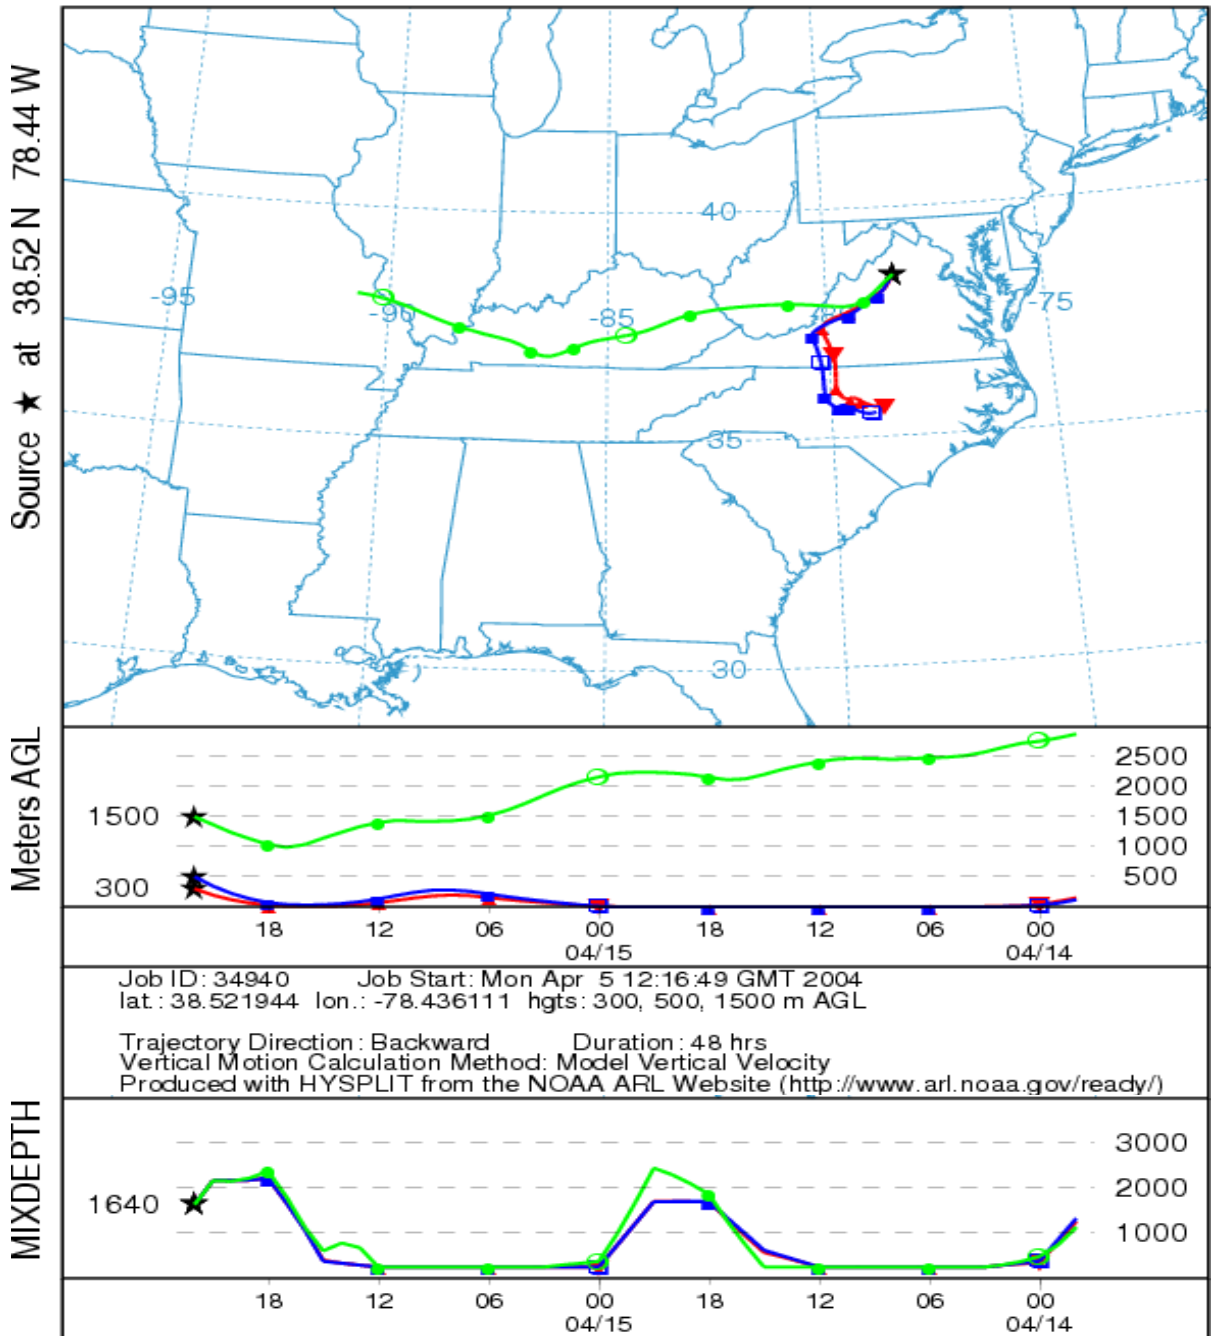 Source ★ at 38.52 N 78.44 W
40
-95
-90
-85
-80
-75
35
30
Meters AGL
1500
300
2500
2000
1500
1000
500
18 12 06 00 18 12 06 00
04/15 04/14
Job ID: 34940 Job Start: Mon Apr 5 12:16:49 GMT 2004
lat.: 38.521944 lon.: -78.436111 hgts: 300, 500, 1500 m AGL
Trajectory Direction: Backward Duration: 48 hrs
Vertical Motion Calculation Method: Model Vertical Velocity
Produced with HYSPLIT from the NOAA ARL Website (http://www.arl.noaa.gov/ready/)
MIXDEPTH
1640
3000
2000
1000
18 12 06 00 18 12 06 00
04/15 04/14